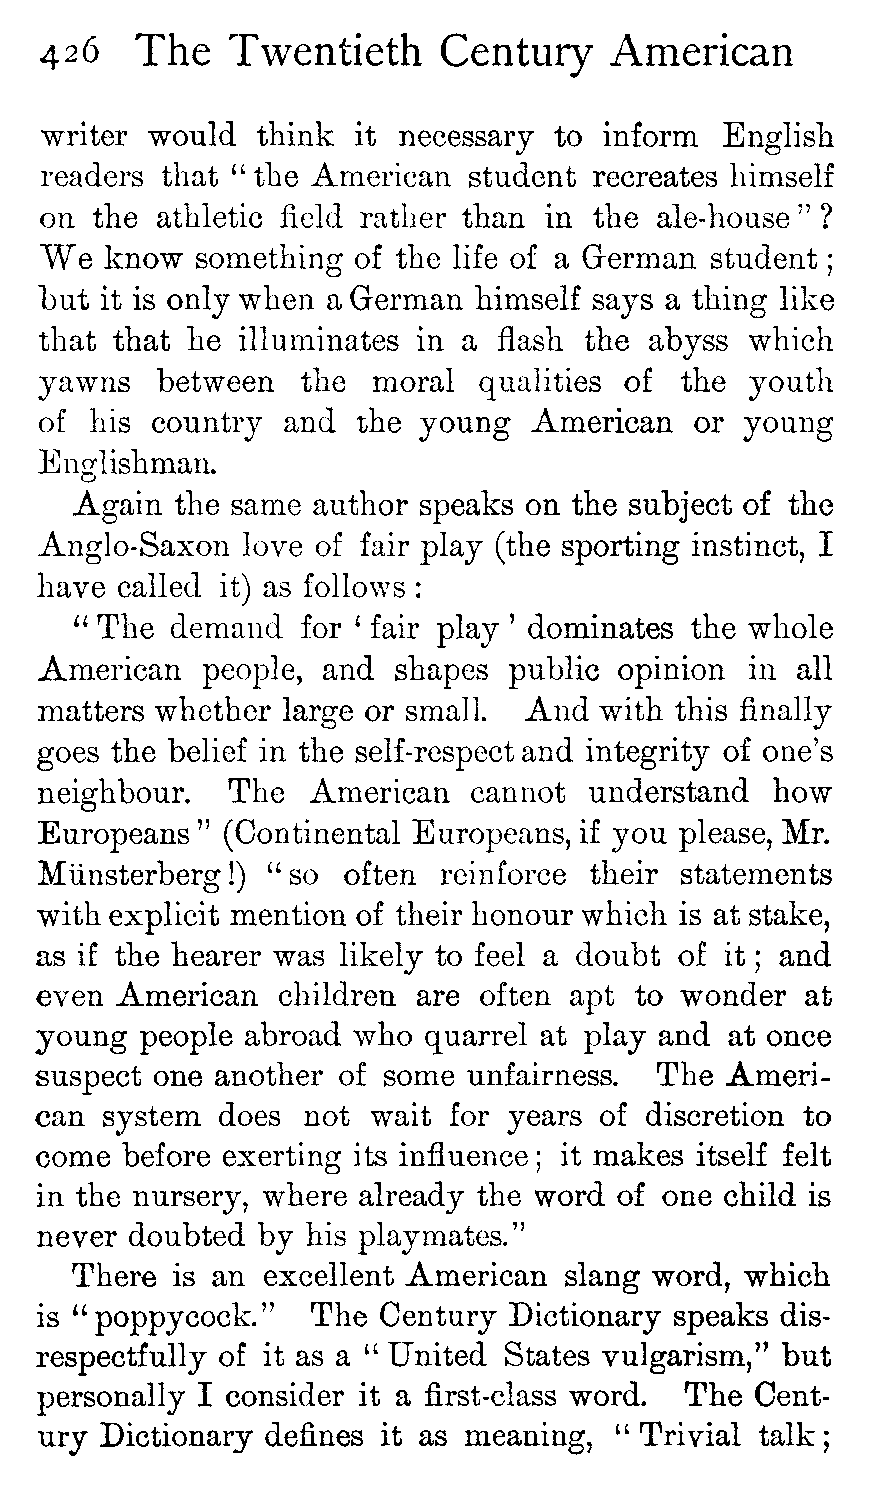 426 The Twentieth Century American
writer would think it necessary to inform English
readers that “ the American student recreates himself
on the athletic field rather than in the ale-house ” ?
We know something of the life of a German student ;
but it is only when a German himself says a thing like
that that he illuminates in a flash the abyss which
yawns between the moral qualities of the youth
of his country and the young American or young
Englishman.
Again the same author speaks on the subject of the
Anglo-Saxon love of fair play (the sporting instinct, I
have called it) as follows :
“ The demand for ‘ fair play ’ dominates the whole
American people, and shapes public opinion in all
matters whether large or small. And with this finally
goes the belief in the self-respect and integrity of one’s
neighbour. The American cannot understand how
Europeans ” (Continental Europeans, if you please, Mr.
Münsterberg !) “ so often reinforce their statements
with explicit mention of their honour which is at stake,
as if the hearer was likely to feel a doubt of it ; and
even American children are often apt to wonder at
young people abroad who quarrel at play and at once
suspect one another of some unfairness. The Ameri-
can system does not wait for years of discretion to
come before exerting its influence ; it makes itself felt
in the nursery, where already the word of one child is
never doubted by his playmates.”
There is an excellent American slang word, which
is “ poppycock.” The Century Dictionary speaks dis-
respectfully of it as a “ United States vulgarism,” but
personally I consider it a first-class word. The Cent-
ury Dictionary defines it as meaning, “ Trivial talk ;